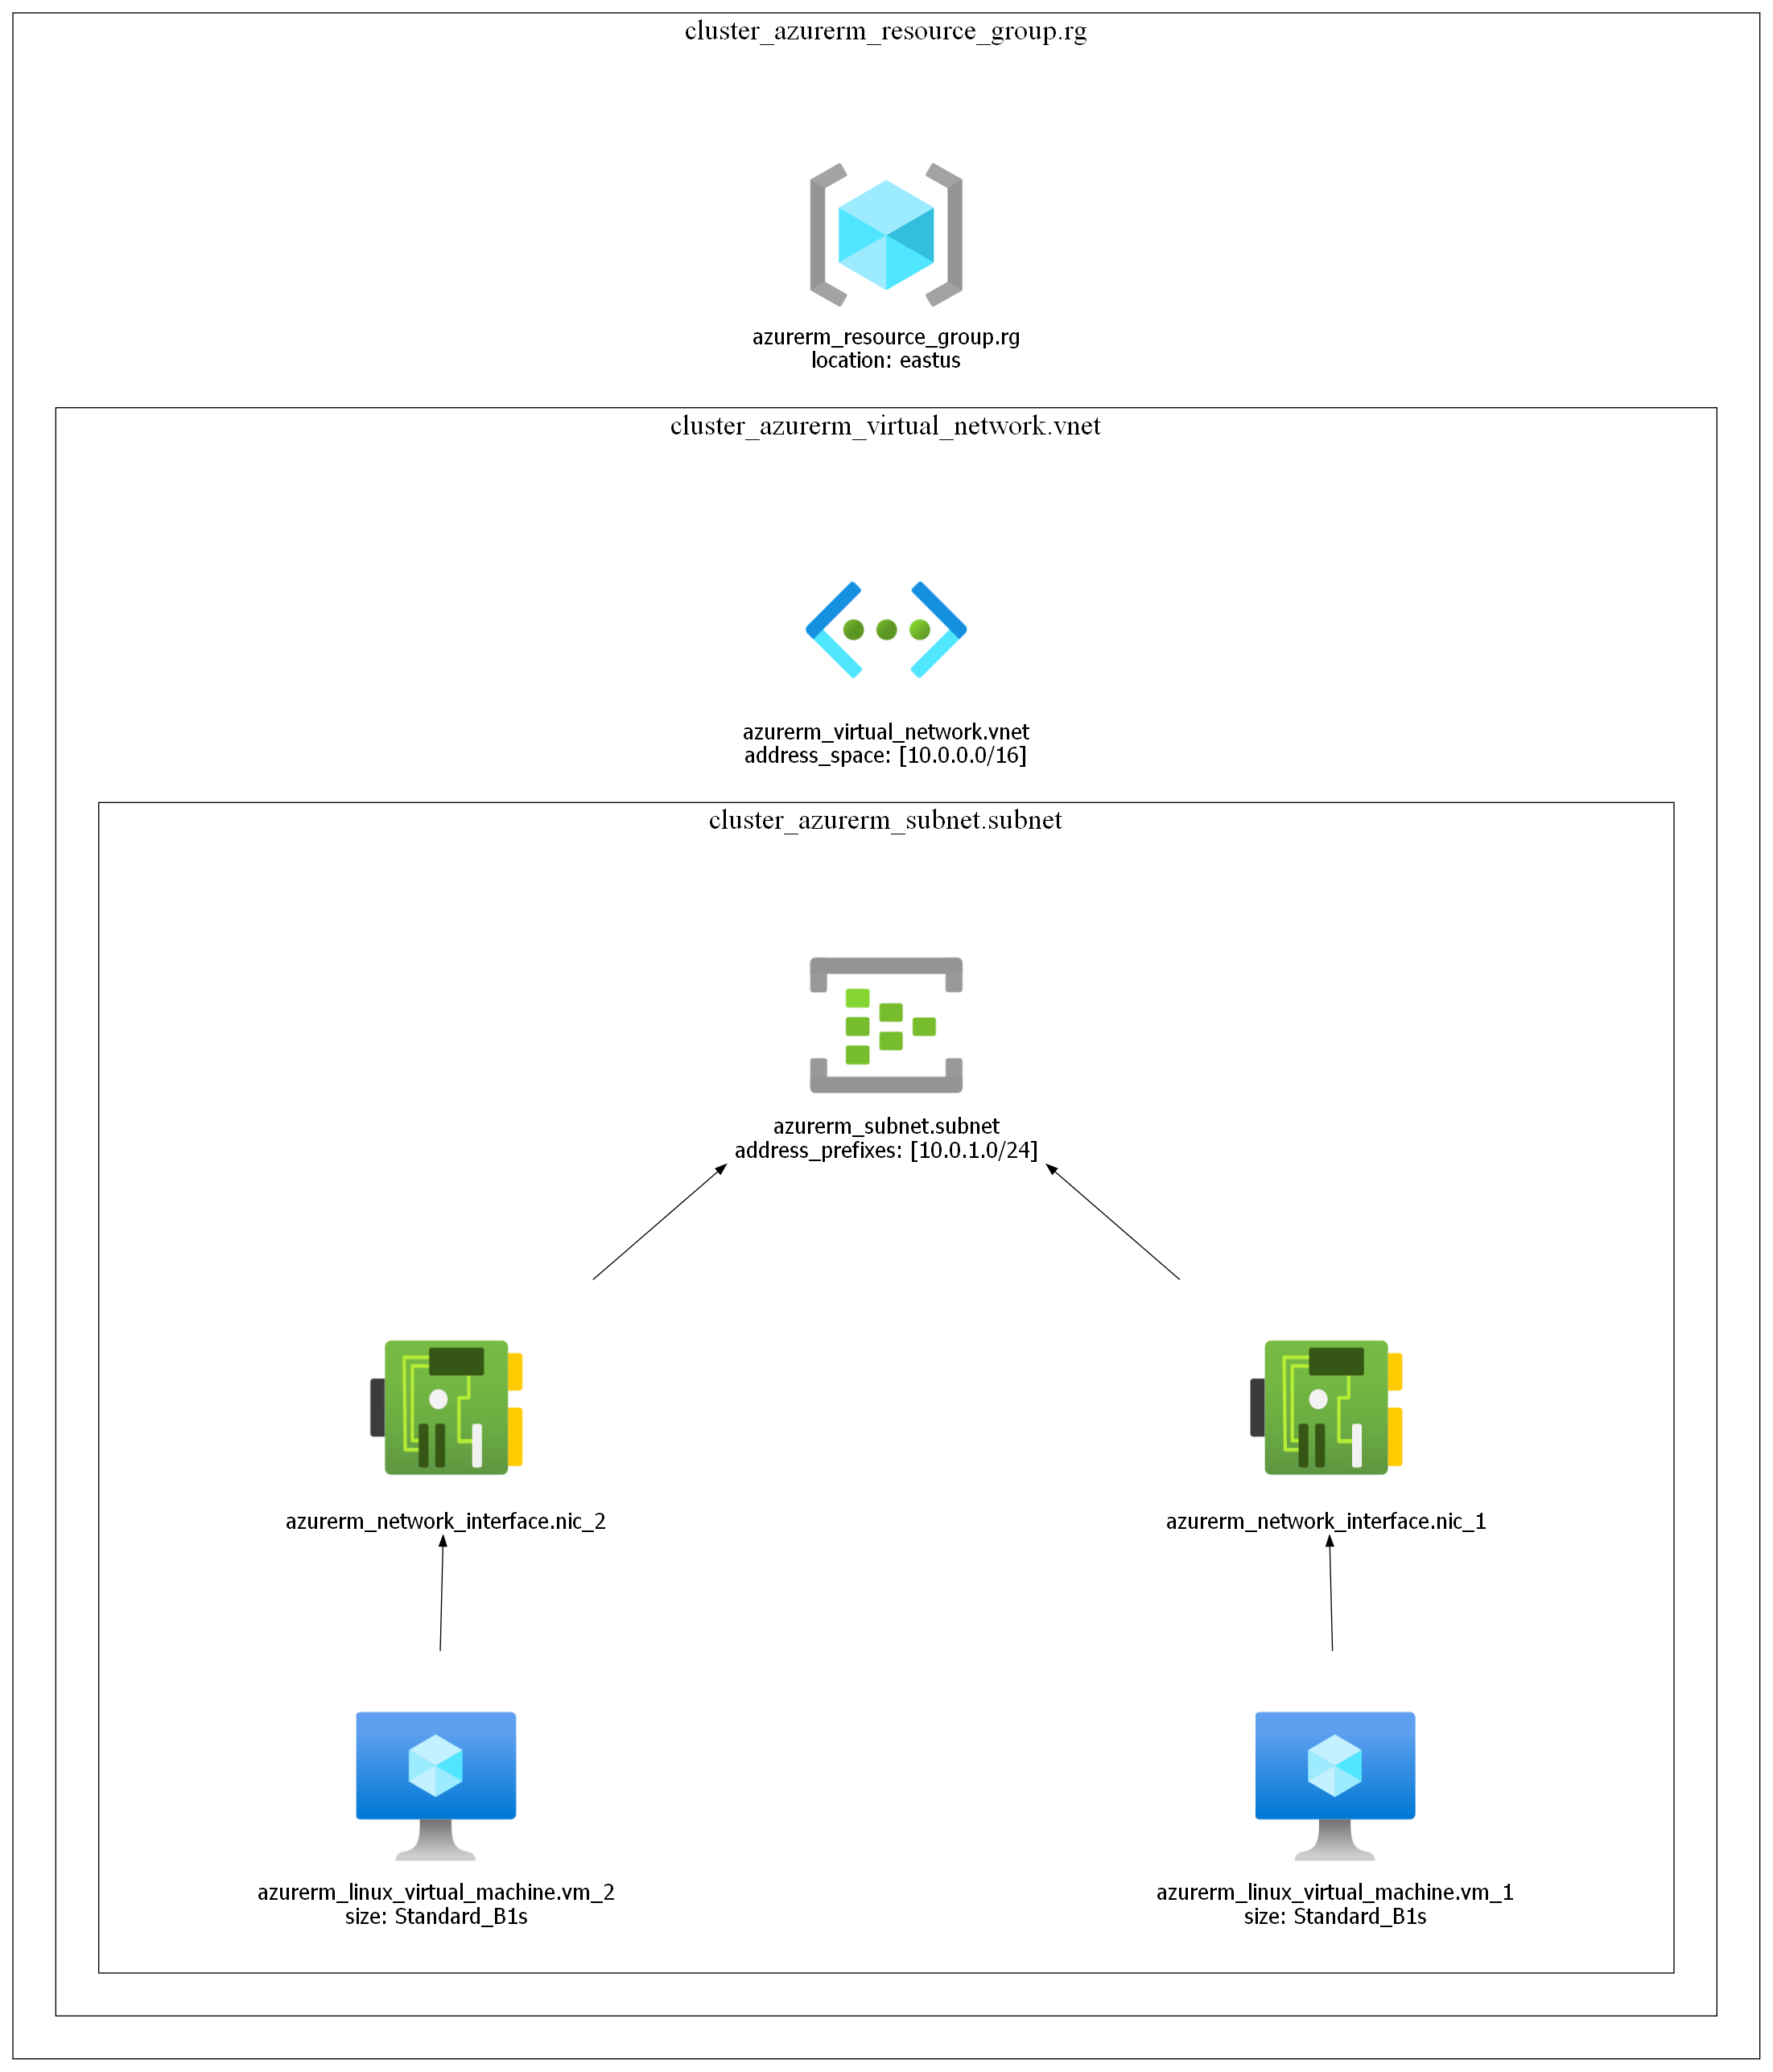 cluster_azurerm_resource_group.rg
azurerm_resource_group.rg
location: eastus
cluster_azurerm_virtual_network.vnet
azurerm_virtual_network.vnet
address_space: [10.0.0.0/16]
cluster_azurerm_subnet.subnet
azurerm_subnet.subnet
address_prefixes: [10.0.1.0/24]
azurerm_network_interface.nic_2
azurerm_network_interface.nic_1
azurerm_linux_virtual_machine.vm_2
size: Standard_B1s
azurerm_linux_virtual_machine.vm_1
size: Standard_B1s